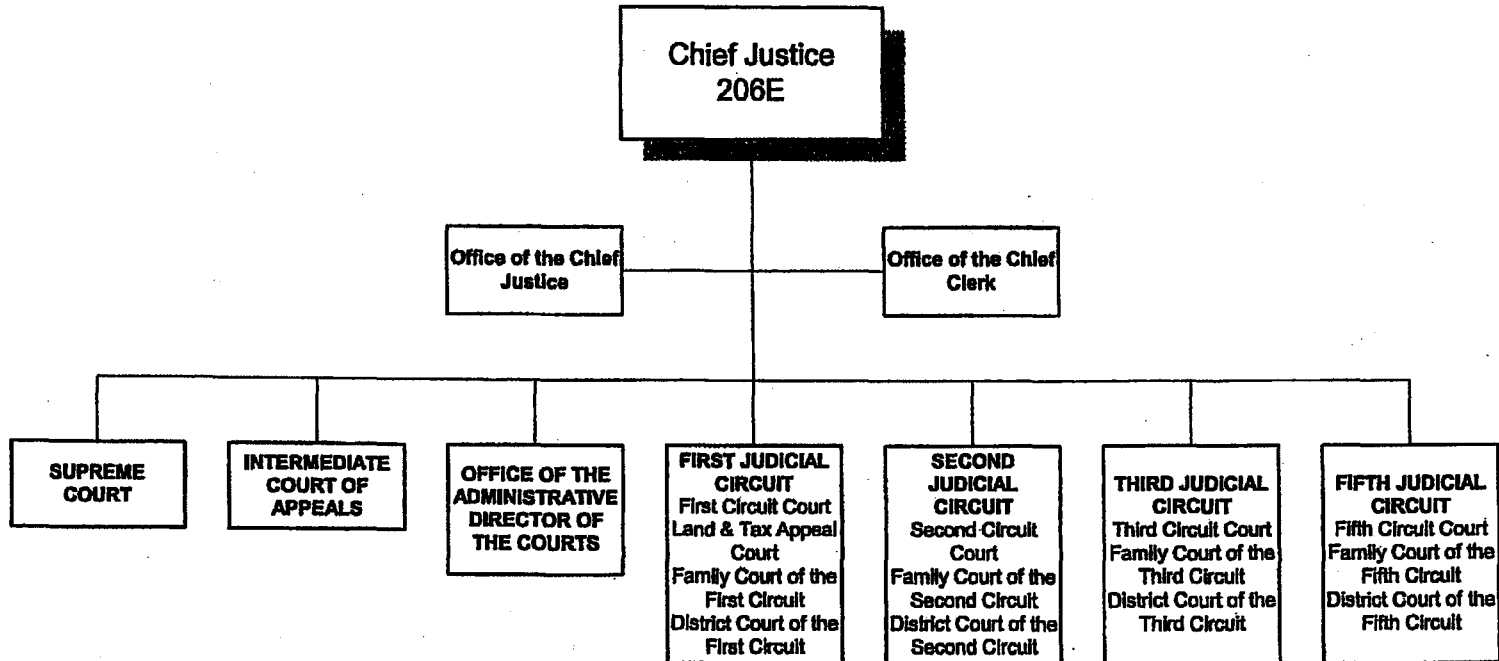 Chief Justice
206E
Office of the Chief
Justice
Office of the Chief
Clerk
SUPREME
COURT
INTERMEDIATE
COURT OF
APPEALS
OFFICE OF THE
ADMINISTRATIVE
DIRECTOR OF
THE COURTS
FIRST JUDICIAL
CIRCUIT
First Circuit Court
Land & Tax Appeal
Court
Family Court of the
First Circuit
District Court of the
First Circuit
SECOND
JUDICIAL
CIRCUIT
Second Circuit
Court
Family Court of the
Second Circuit
District Court of the
Second Circuit
THIRD JUDICIAL
CIRCUIT
Third Circuit Court
Family Court of the
Third Circuit
District Court of the
Third Circuit
FIFTH JUDICIAL
CIRCUIT
Fifth Circuit Court
Family Court of the
Fifth Circuit
District Court of the
Fifth Circuit